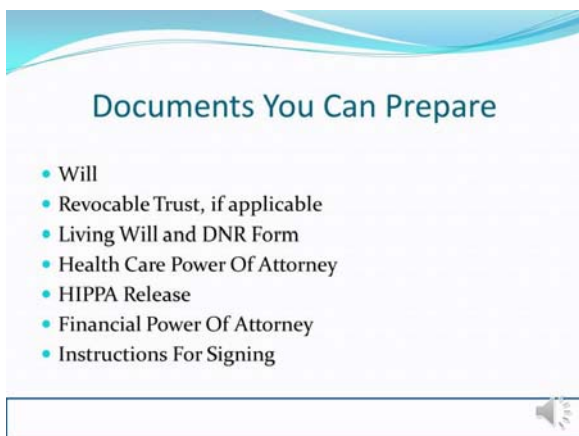 Documents You Can Prepare
Will
Revocable Trust, if applicable
Living Will and DNR Form
Health Care Power Of Attorney
HIPPA Release
Financial Power Of Attorney
Instructions For Signing